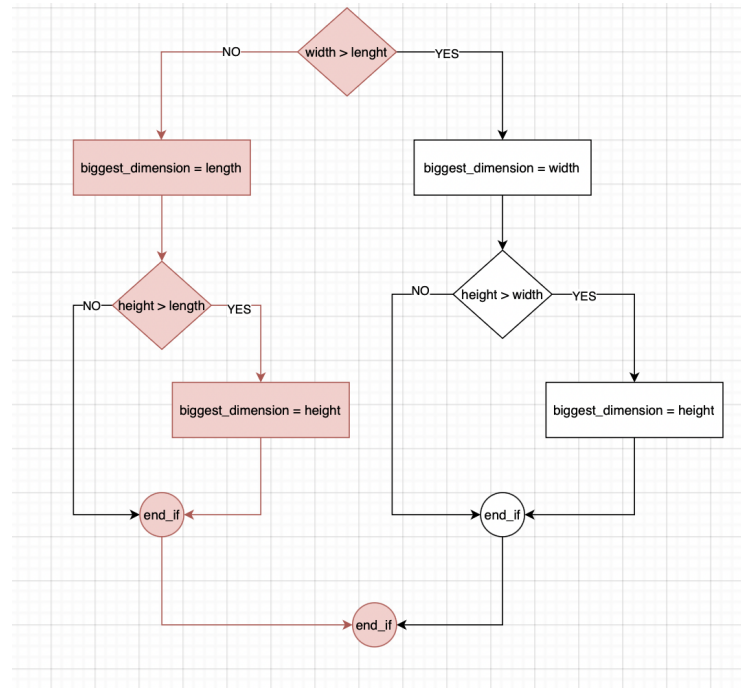 width > lenght
NO
YES
biggest_dimension = length
biggest_dimension = width
height > length
NO
YES
height > width
NO
YES
biggest_dimension = height
biggest_dimension = height
end_if
end_if
end_if